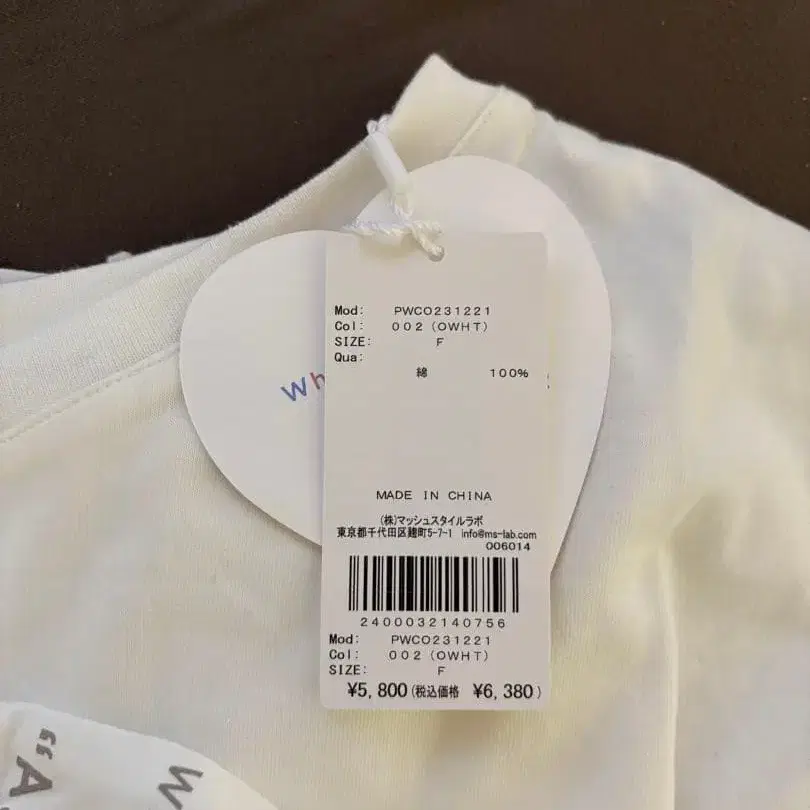 Mod: PWCO231221
Col: 002 (OWHT)
SIZE: F
Qua:
綿 100%
Wh
MADE IN CHINA
(株)マッシュスタイルラボ
東京都千代田区麹町5-7-1 info@ms-lab.com
006014
2400032140756
Mod: PWCO231221
Col: 002 (OWHT)
SIZE: F
¥5,800 (税込価格 ¥6,380)
“A
W